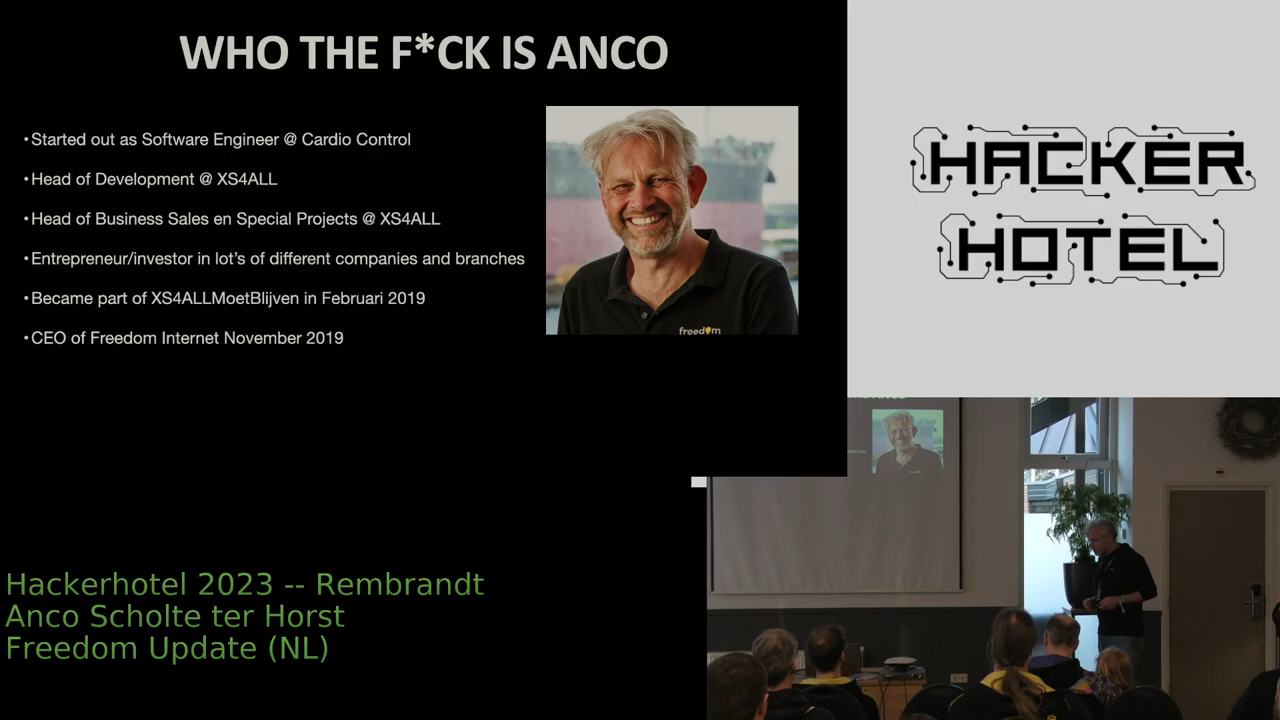 WHO THE F*CK IS ANCO
•Started out as Software Engineer @ Cardio Control
•Head of Development @ XS4ALL
•Head of Business Sales en Special Projects @ XS4ALL
•Entrepreneur/investor in lot's of different companies and branches
•Became part of XS4ALLMoetBlijven in Februari 2019
•CEO of Freedom Internet November 2019
freedom
HACKER
HOTEL
Hackerhotel 2023 -- Rembrandt
Anco Scholte ter Horst
Freedom Update (NL)